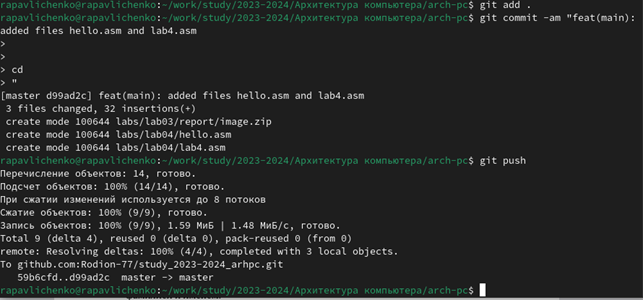 rapavlichenko@rapavlichenko:~/work/study/2023-2024/Архитектура компьютера/arch-pc$ git add .
rapavlichenko@rapavlichenko:~/work/study/2023-2024/Архитектура компьютера/arch-pc$ git commit -am "feat(main):
added files hello.asm and lab4.asm
>
>
> cd
> "
[master d99ad2c] feat(main): added files hello.asm and lab4.asm
3 files changed, 32 insertions(+)
create mode 100644 labs/lab03/report/image.zip
create mode 100644 labs/lab04/hello.asm
create mode 100644 labs/lab04/lab4.asm
rapavlichenko@rapavlichenko:~/work/study/2023-2024/Архитектура компьютера/arch-pc$ git push
Перечисление объектов: 14, готово.
Подсчет объектов: 100% (14/14), готово.
При сжатии изменений используется до 8 потоков
Сжатие объектов: 100% (9/9), готово.
Запись объектов: 100% (9/9), 1.59 МиБ | 1.48 МиБ/с, готово.
Total 9 (delta 4), reused 0 (delta 0), pack-reused 0 (from 0)
remote: Resolving deltas: 100% (4/4), completed with 3 local objects.
To github.com:Rodion-77/study_2023-2024_arhpc.git
59b6cfd..d99ad2c master -> master
rapavlichenko@rapavlichenko:~/work/study/2023-2024/Архитектура компьютера/arch-pc$